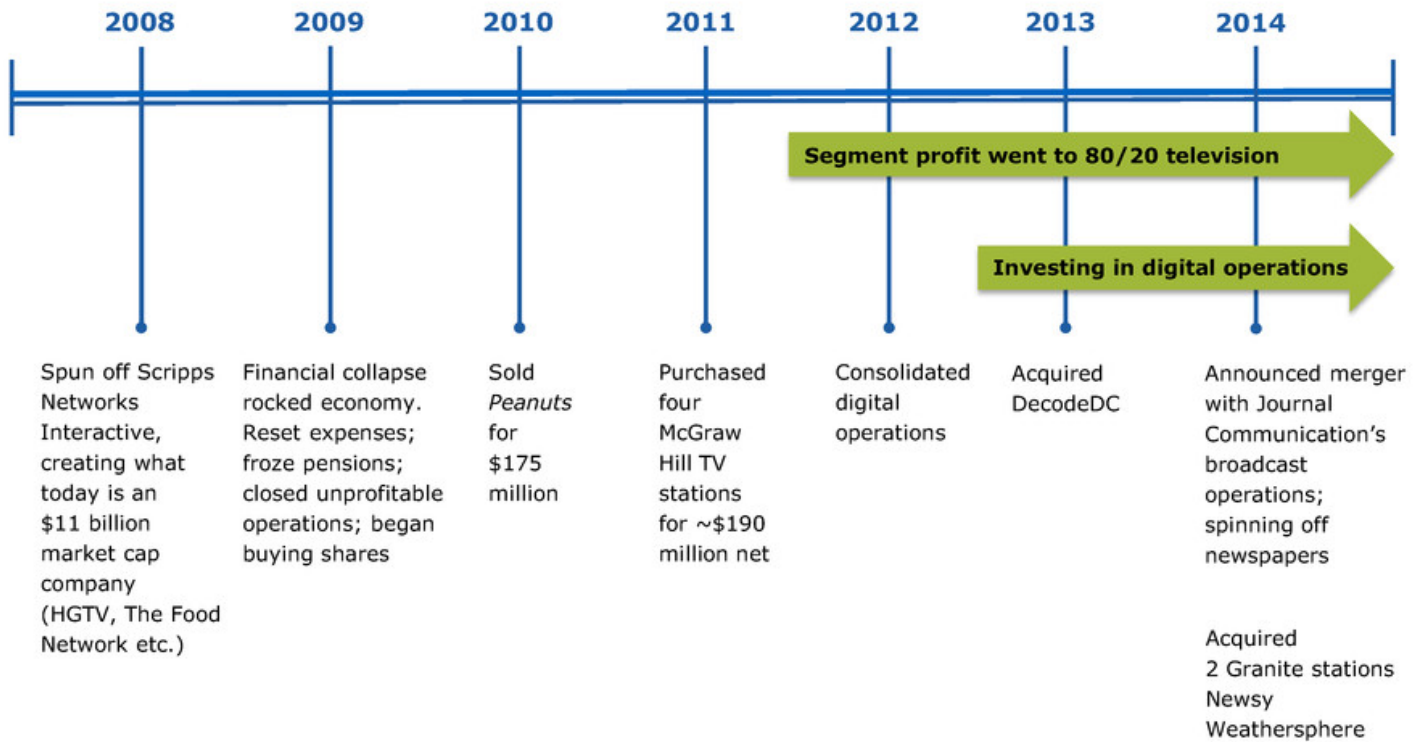 2008
2009
2010
2011
2012
2013
2014
Segment profit went to 80/20 television
Investing in digital operations
Spun off Scripps
Networks
Interactive,
creating what
today is an
$11 billion
market cap
company
(HGTV, The Food
Network etc.)
Financial collapse
rocked economy.
Reset expenses;
froze pensions;
closed unprofitable
operations; began
buying shares
Sold
Peanuts
for
$175
million
Purchased
four
McGraw
Hill TV
stations
for ~$190
million net
Consolidated
digital
operations
Acquired
DecodeDC
Announced merger
with Journal
Communication’s
broadcast
operations;
spinning off
newspapers
Acquired
2 Granite stations
Newsy
Weathersphere